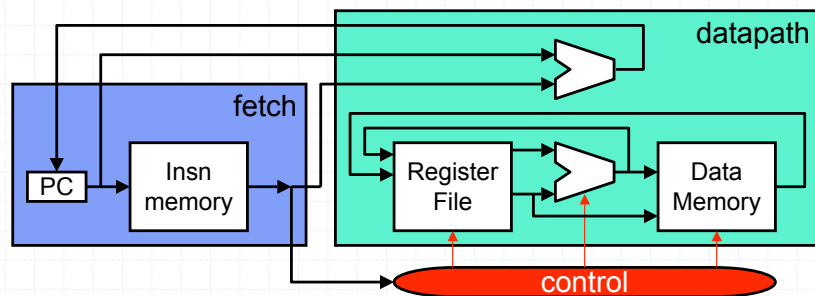 datapath
fetch
PC
Insn
memory
Register
File
Data
Memory
control